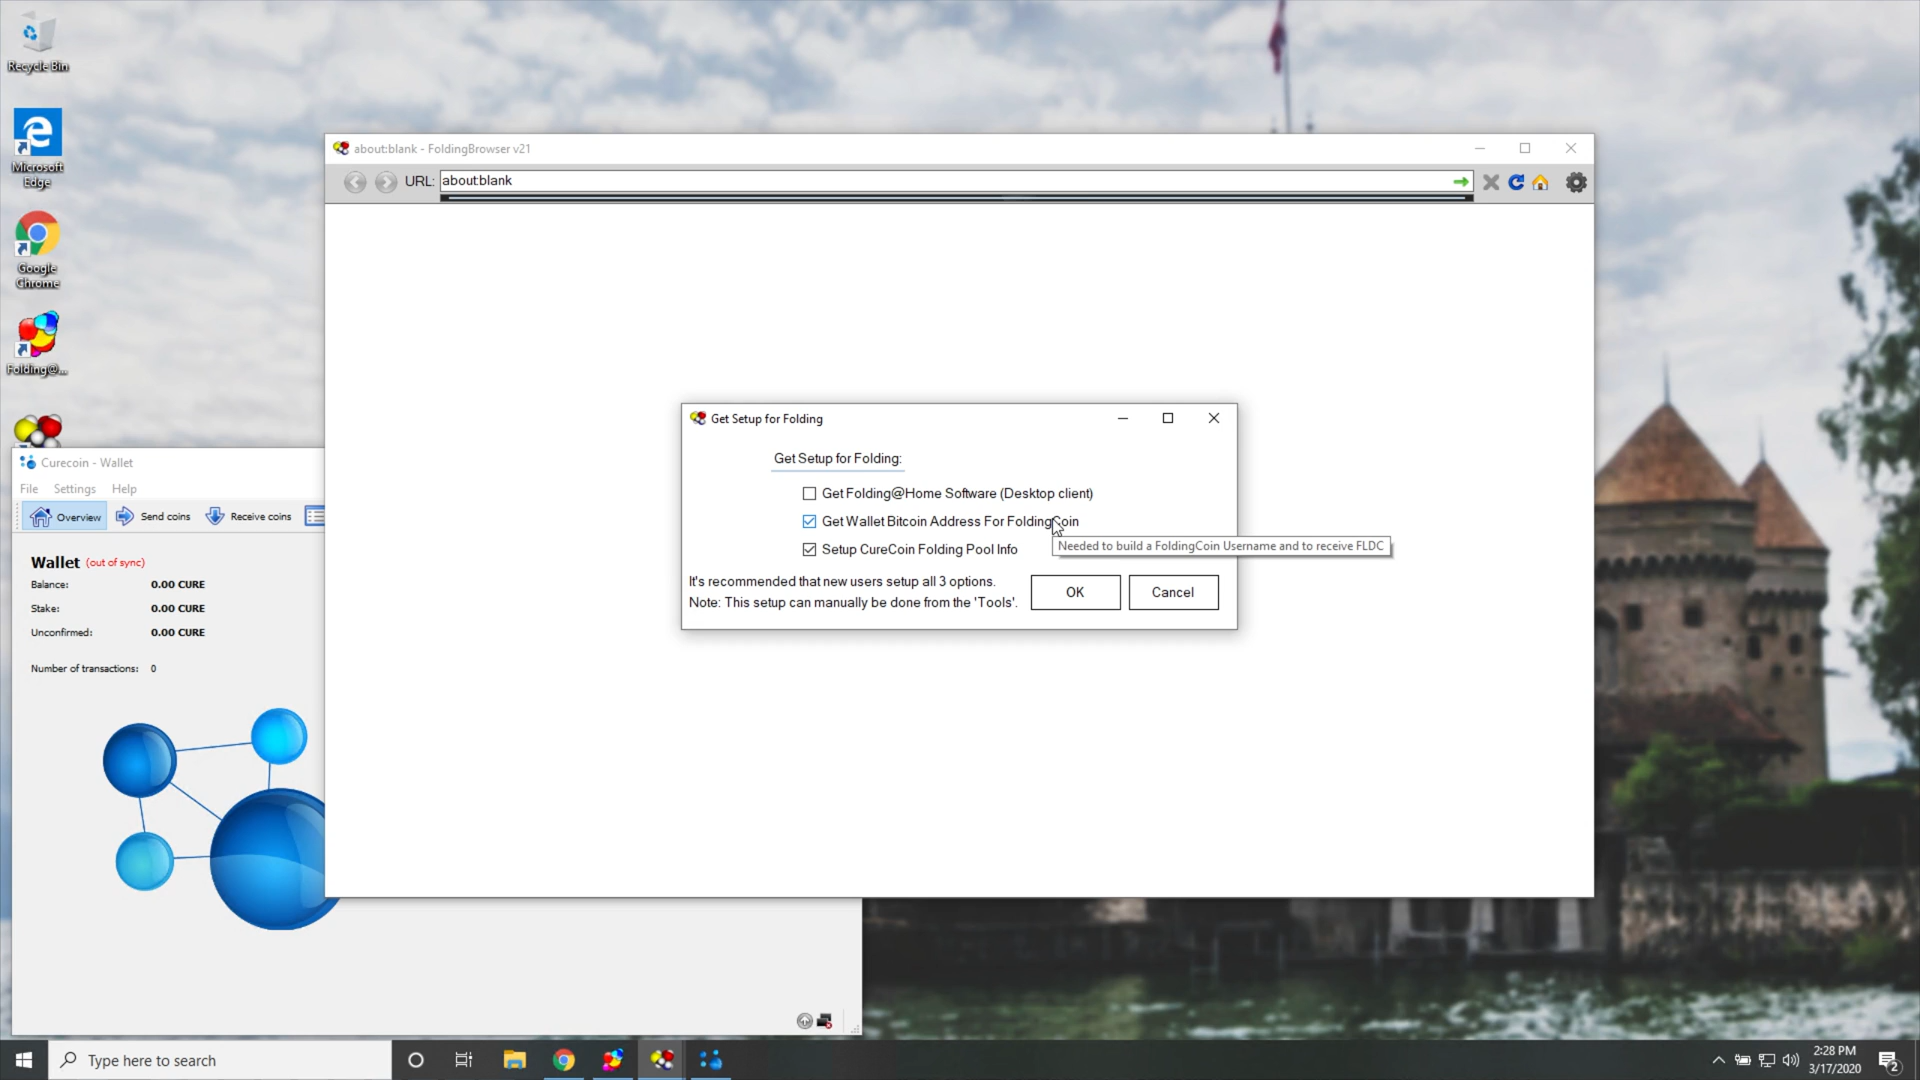 Recycle Bin
Microsoft
Edge
Google
Chrome
Folding@...
about:blank - FoldingBrowser v21
URL:
about:blank
Get Setup for Folding
Get Setup for Folding:
Get Folding@Home Software (Desktop client)
Get Wallet Bitcoin Address For FoldingCoin
Needed to build a FoldingCoin Username and to receive FLDC
Setup CureCoin Folding Pool Info
It's recommended that new users setup all 3 options.
Note: This setup can manually be done from the 'Tools'.
OK
Cancel
Curecoin - Wallet
File
Settings
Help
Overview
Send coins
Receive coins
Wallet (out of sync)
Balance: 0.00 CURE
Stake: 0.00 CURE
Unconfirmed: 0.00 CURE
Number of transactions: 0
Type here to search
2:28 PM
3/17/2020
2